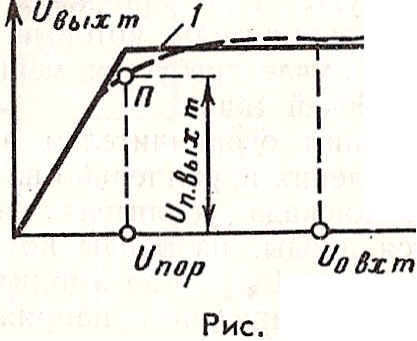 Uвых т
1
П
Uп.вых т
Uпор
U0 вх т
Рис.